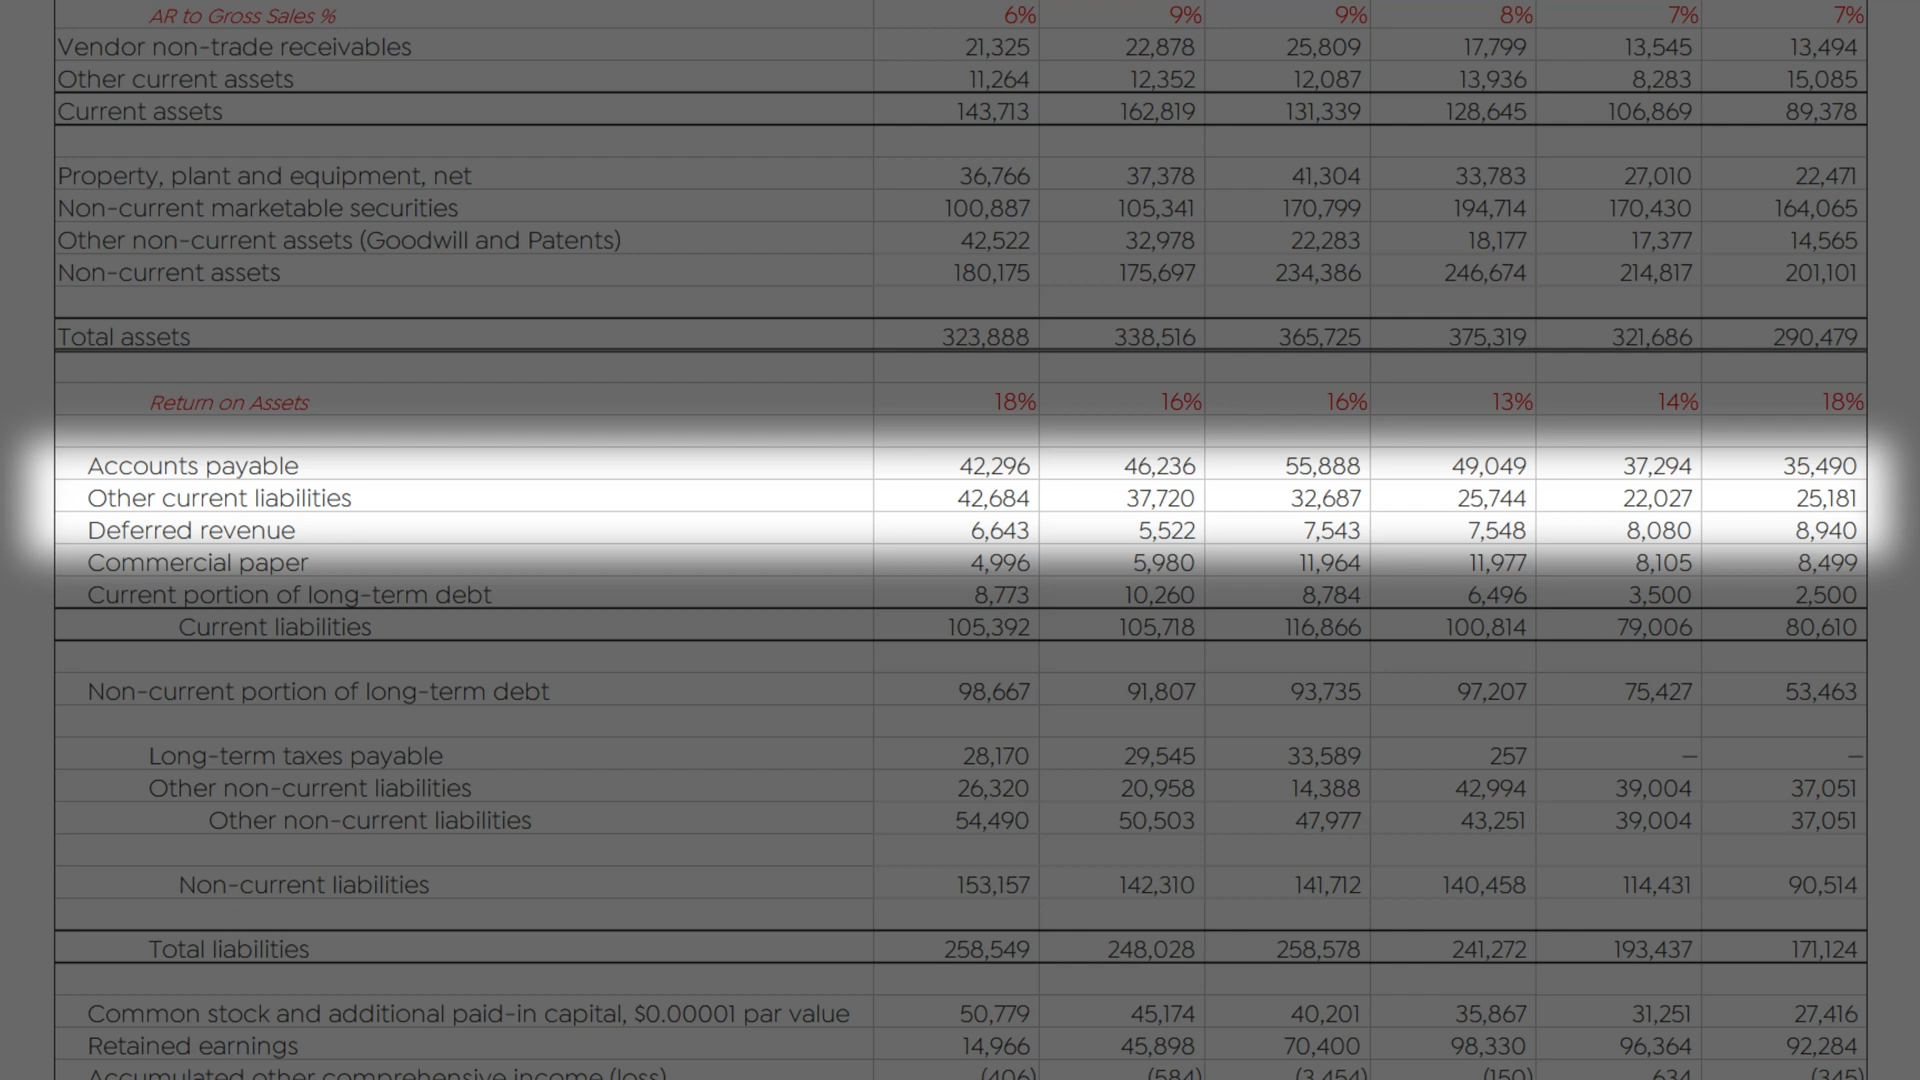 AR to Gross Sales % 6% 9% 9% 8% 7% 7%
Vendor non-trade receivables 21,325 22,878 25,809 17,799 13,545 13,494
Other current assets 11,264 12,352 12,087 13,936 8,283 15,085
Current assets 143,713 162,819 131,339 128,645 106,869 89,378
Property, plant and equipment, net 36,766 37,378 41,304 33,783 27,010 22,471
Non-current marketable securities 100,887 105,341 170,799 194,714 170,430 164,065
Other non-current assets (Goodwill and Patents) 42,522 32,978 22,283 18,177 17,377 14,565
Non-current assets 180,175 175,697 234,386 246,674 214,817 201,101
Total assets 323,888 338,516 365,725 375,319 321,686 290,479
Return on Assets 18% 16% 16% 13% 14% 18%
Accounts payable 42,296 46,236 55,888 49,049 37,294 35,490
Other current liabilities 42,684 37,720 32,687 25,744 22,027 25,181
Deferred revenue 6,643 5,522 7,543 7,548 8,080 8,940
Commercial paper 4,996 5,980 11,964 11,977 8,105 8,499
Current portion of long-term debt 8,773 10,260 8,784 6,496 3,500 2,500
Current liabilities 105,392 105,718 116,866 100,814 79,006 80,610
Non-current portion of long-term debt 98,667 91,807 93,735 97,207 75,427 53,463
Long-term taxes payable 28,170 29,545 33,589 257 — —
Other non-current liabilities 26,320 20,958 14,388 42,994 39,004 37,051
Other non-current liabilities 54,490 50,503 47,977 43,251 39,004 37,051
Non-current liabilities 153,157 142,310 141,712 140,458 114,431 90,514
Total liabilities 258,549 248,028 258,578 241,272 193,437 171,124
Common stock and additional paid-in capital, $0.00001 par value 50,779 45,174 40,201 35,867 31,251 27,416
Retained earnings 14,966 45,898 70,400 98,330 96,364 92,284
Accumulated other comprehensive income (loss) (406) (584) (3,454) (150) 634 (345)